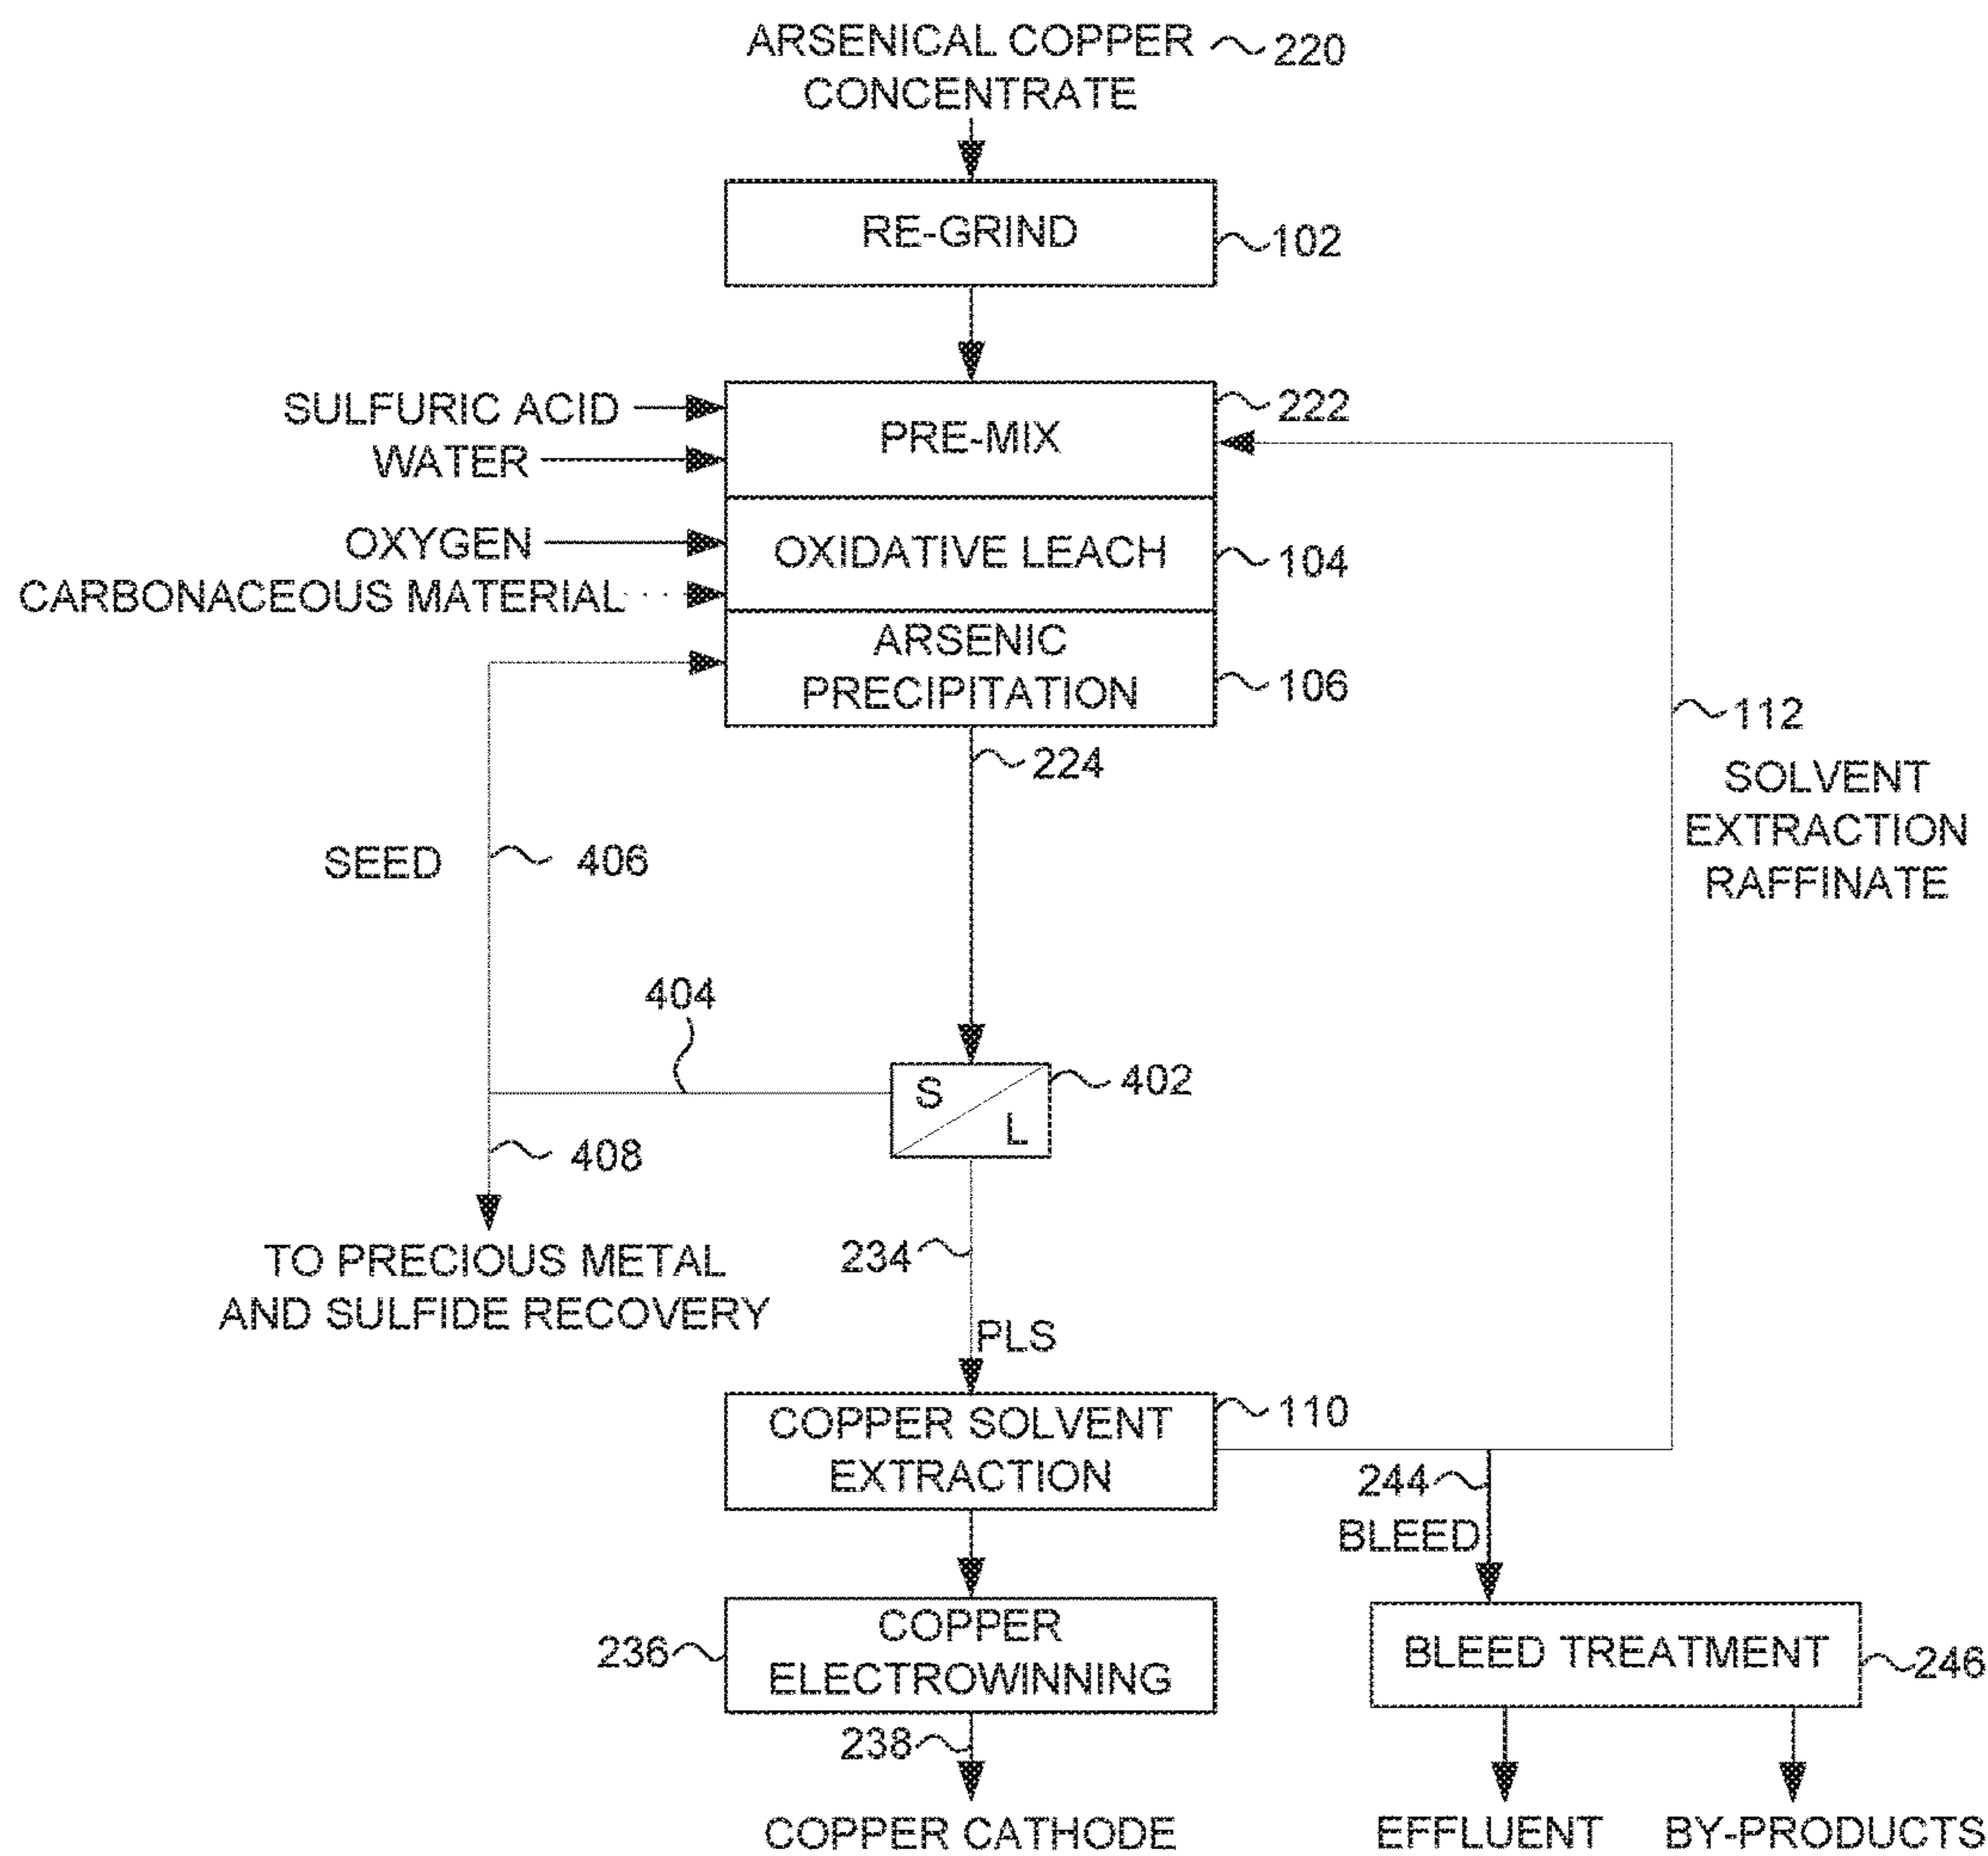 ARSENICAL COPPER 220
CONCENTRATE
RE-GRIND
102
SULFURIC ACID
222
PRE-MIX
WATER
OXYGEN
OXIDATIVE LEACH
104
CARBONACEOUS MATERIAL
ARSENIC
PRECIPITATION
106
112
224
SOLVENT
EXTRACTION
RAFFINATE
SEED
406
404
S
L
402
408
234
TO PRECIOUS METAL
AND SULFIDE RECOVERY
PLS
COPPER SOLVENT
EXTRACTION
110
244
BLEED
COPPER
ELECTROWINNING
236
BLEED TREATMENT
246
238
COPPER CATHODE
EFFLUENT
BY-PRODUCTS